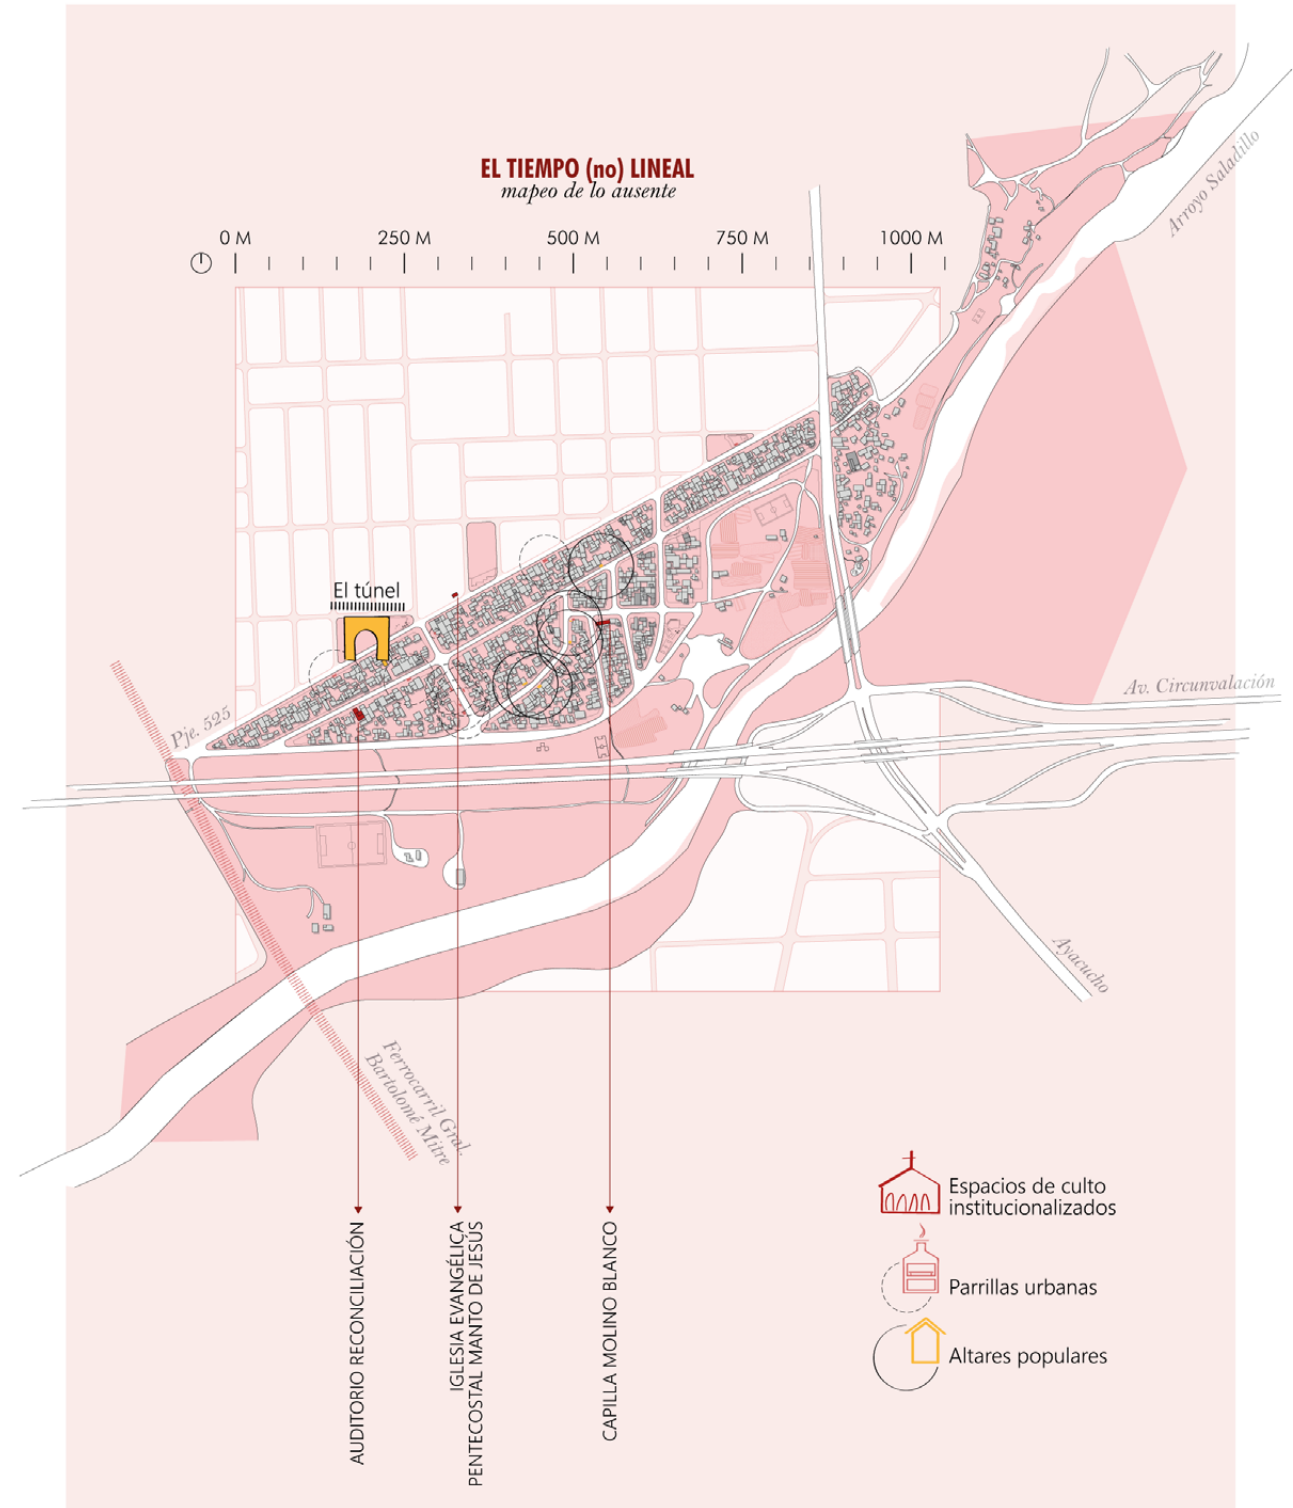 EL TIEMPO (no) LINEAL
mapeo de lo ausente
0 M
250 M
500 M
750 M
1000 M
Arroyo Saladillo
El túnel
Pje. 525
Av. Circunvalación
Ayacucho
Ferrocarril Gral.
Bartolomé Mitre
AUDITORIO RECONCILIACIÓN
IGLESIA EVANGÉLICA
PENTECOSTAL MANTO DE JESÚS
CAPILLA MOLINO BLANCO
Espacios de culto
institucionalizados
Parrillas urbanas
Altares populares